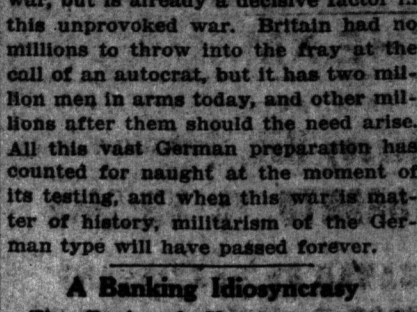 war, but is already a decisive factor in
this unprovoked war. Britain had no
millions to throw into the fray at the
call of an autocrat, but it has two mil-
lion men in arms today, and other mil-
lions after them should the need arise.
All this vast German preparation has
counted for naught at the moment of
its testing, and when this war is mat-
ter of history, militarism of the Ger-
man type will have passed forever.
A Banking Idiosyncrasy